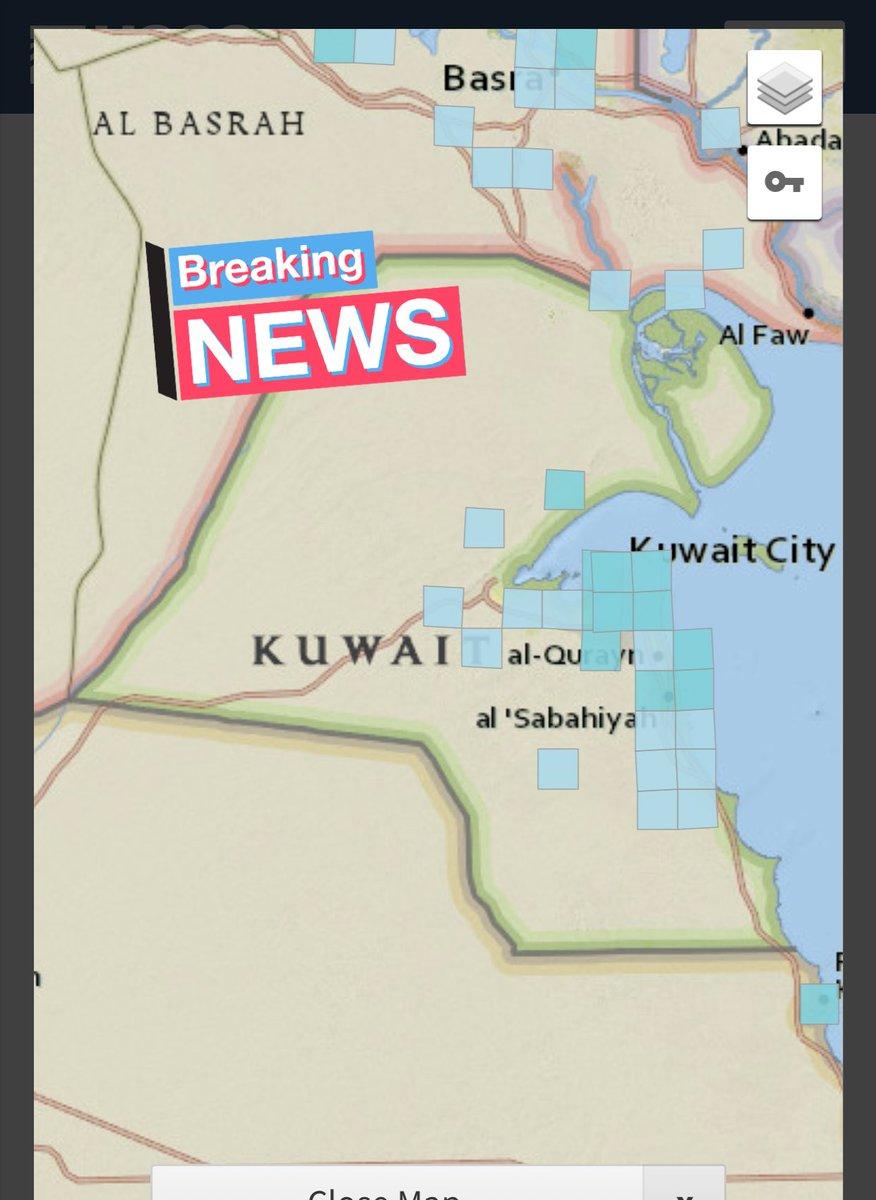 Basra
AL BASRAH
Abada
Breaking
NEWS
Al Faw
Kuwait City
KUWAIT
al-Qurayn
al 'Sabahiyah
Close Map
x